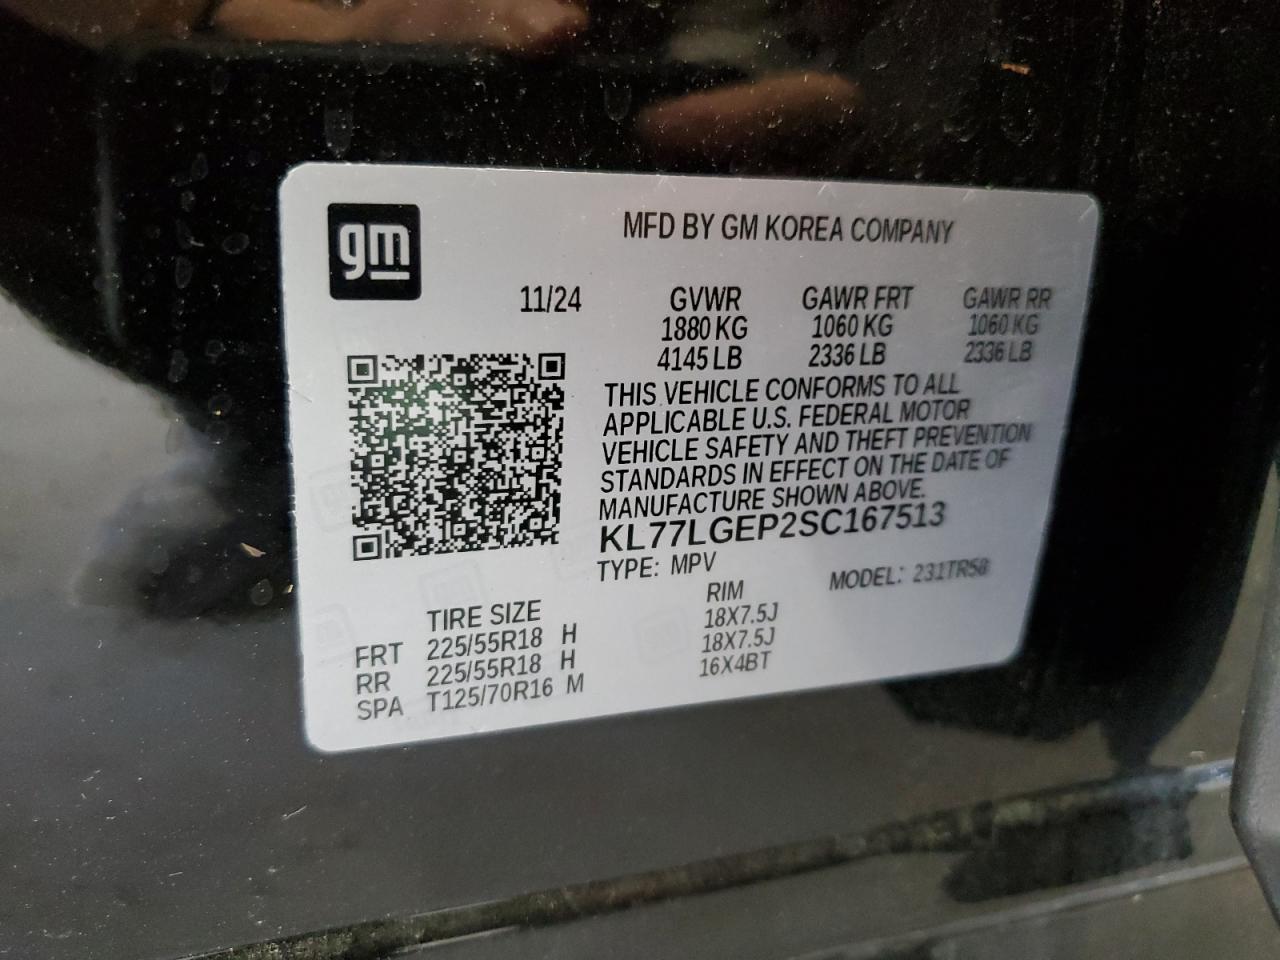 gm
MFD BY GM KOREA COMPANY
11/24 GVWR GAWR FRT GAWR RR
1880 KG 1060 KG 1060 KG
4145 LB 2336 LB 2336 LB
THIS VEHICLE CONFORMS TO ALL
APPLICABLE U.S. FEDERAL MOTOR
VEHICLE SAFETY AND THEFT PREVENTION
STANDARDS IN EFFECT ON THE DATE OF
MANUFACTURE SHOWN ABOVE.
KL77LGEP2SC167513
TYPE: MPV MODEL: 231TR58
TIRE SIZE RIM
FRT 225/55R18 H 18X7.5J
RR 225/55R18 H 18X7.5J
SPA T125/70R16 M 16X4BT